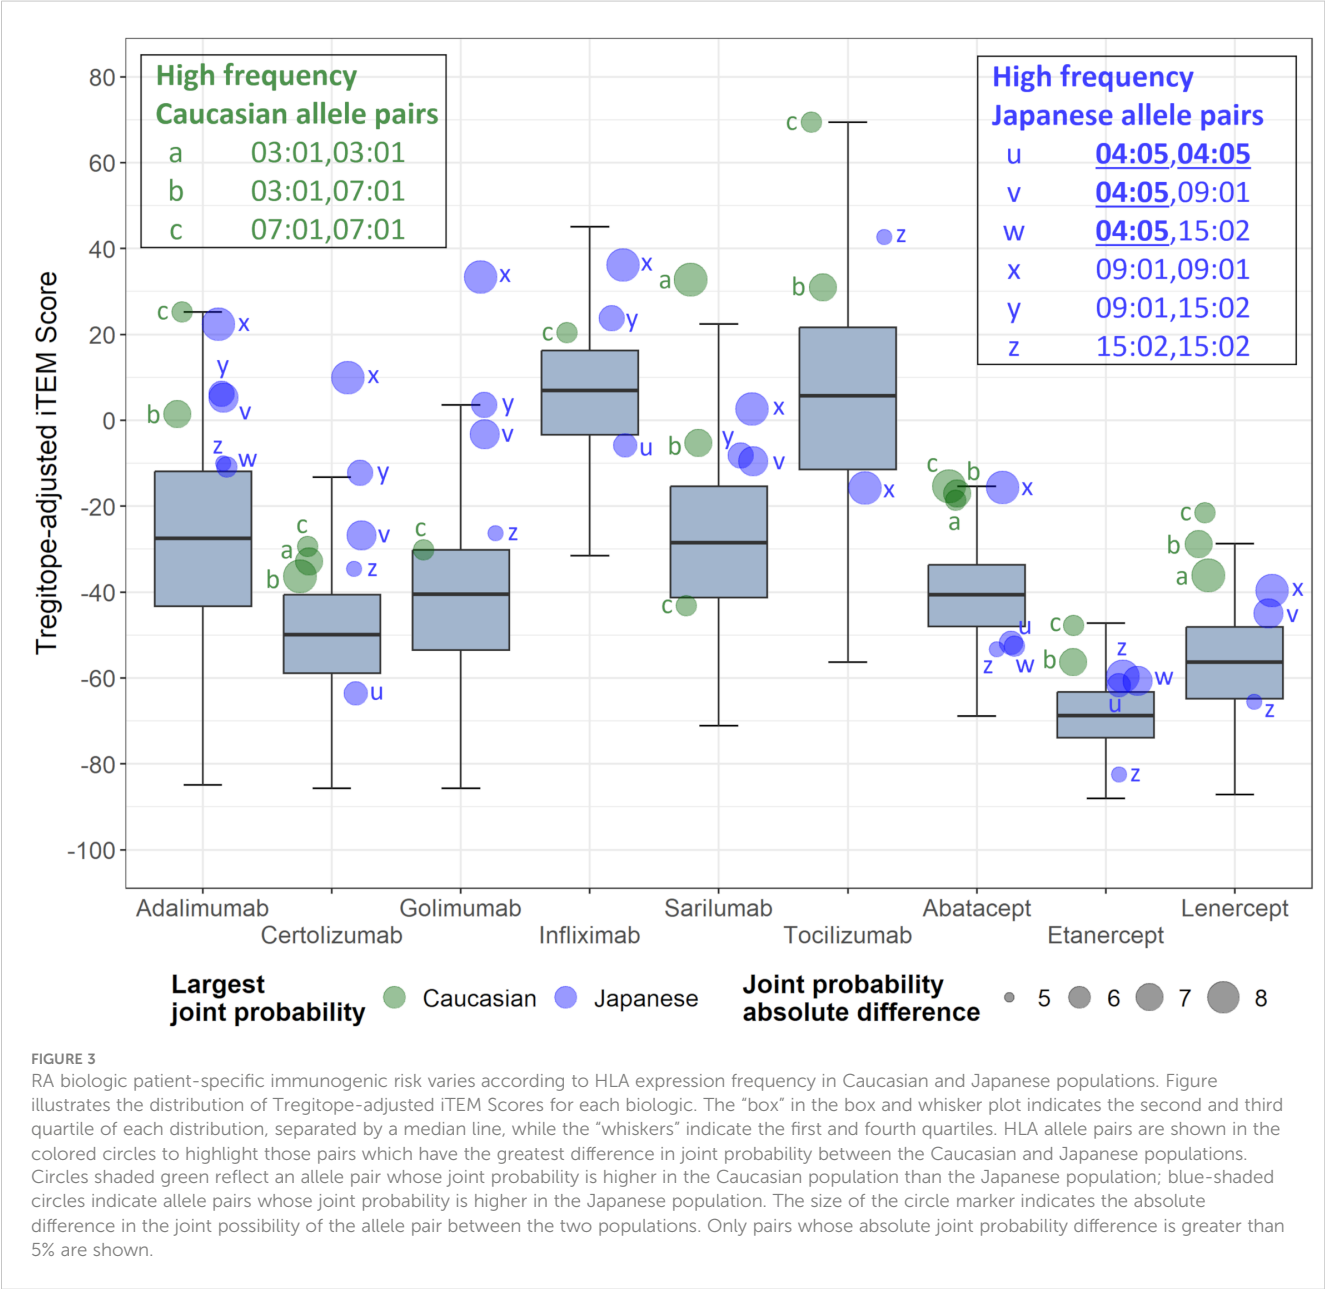 High frequency
Caucasian allele pairs
a 03:01,03:01
b 03:01,07:01
c 07:01,07:01
High frequency
Japanese allele pairs
u 04:05,04:05
v 04:05,09:01
w 04:05,15:02
x 09:01,09:01
y 09:01,15:02
z 15:02,15:02
Tregitope-adjusted iTEM Score
80
60
40
20
0
-20
-40
-60
-80
-100
c
x
y
b
v
z
w
x
y
v
c
a
z
b
u
x
y
v
c
z
x
y
c
u
a
x
b
y
v
c
c
z
b
x
c
b
x
a
u
z
w
c
b
z
w
u
z
c
b
a
x
v
z
Adalimumab
Certolizumab
Golimumab
Infliximab
Sarilumab
Tocilizumab
Abatacept
Etanercept
Lenercept
Largest
joint probability
Caucasian
Japanese
Joint probability
absolute difference
5
6
7
8
FIGURE 3
RA biologic patient-specific immunogenic risk varies according to HLA expression frequency in Caucasian and Japanese populations. Figure
illustrates the distribution of Tregitope-adjusted iTEM Scores for each biologic. The "box" in the box and whisker plot indicates the second and third
quartile of each distribution, separated by a median line, while the "whiskers" indicate the first and fourth quartiles. HLA allele pairs are shown in the
colored circles to highlight those pairs which have the greatest difference in joint probability between the Caucasian and Japanese populations.
Circles shaded green reflect an allele pair whose joint probability is higher in the Caucasian population than the Japanese population; blue-shaded
circles indicate allele pairs whose joint probability is higher in the Japanese population. The size of the circle marker indicates the absolute
difference in the joint possibility of the allele pair between the two populations. Only pairs whose absolute joint probability difference is greater than
5% are shown.